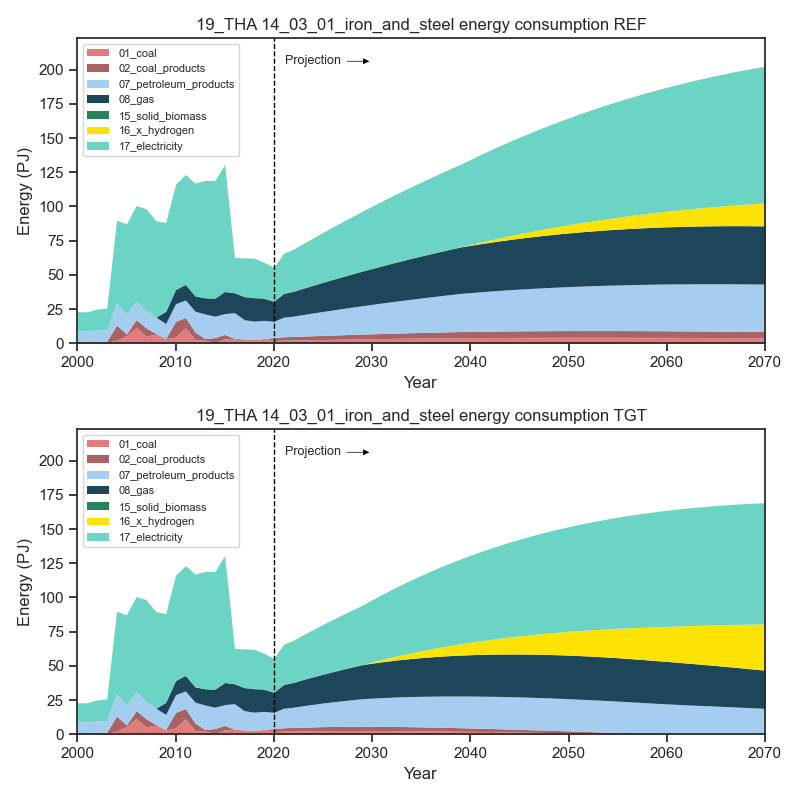 19_THA 14_03_01_iron_and_steel energy consumption REF
01_coal
02_coal_products
07_petroleum_products
08_gas
15_solid_biomass
16_x_hydrogen
17_electricity
Projection
Energy (PJ)
200
175
150
125
100
75
50
25
0
2000 2010 2020 2030 2040 2050 2060 2070
Year
19_THA 14_03_01_iron_and_steel energy consumption TGT
01_coal
02_coal_products
07_petroleum_products
08_gas
15_solid_biomass
16_x_hydrogen
17_electricity
Projection
Energy (PJ)
200
175
150
125
100
75
50
25
0
2000 2010 2020 2030 2040 2050 2060 2070
Year